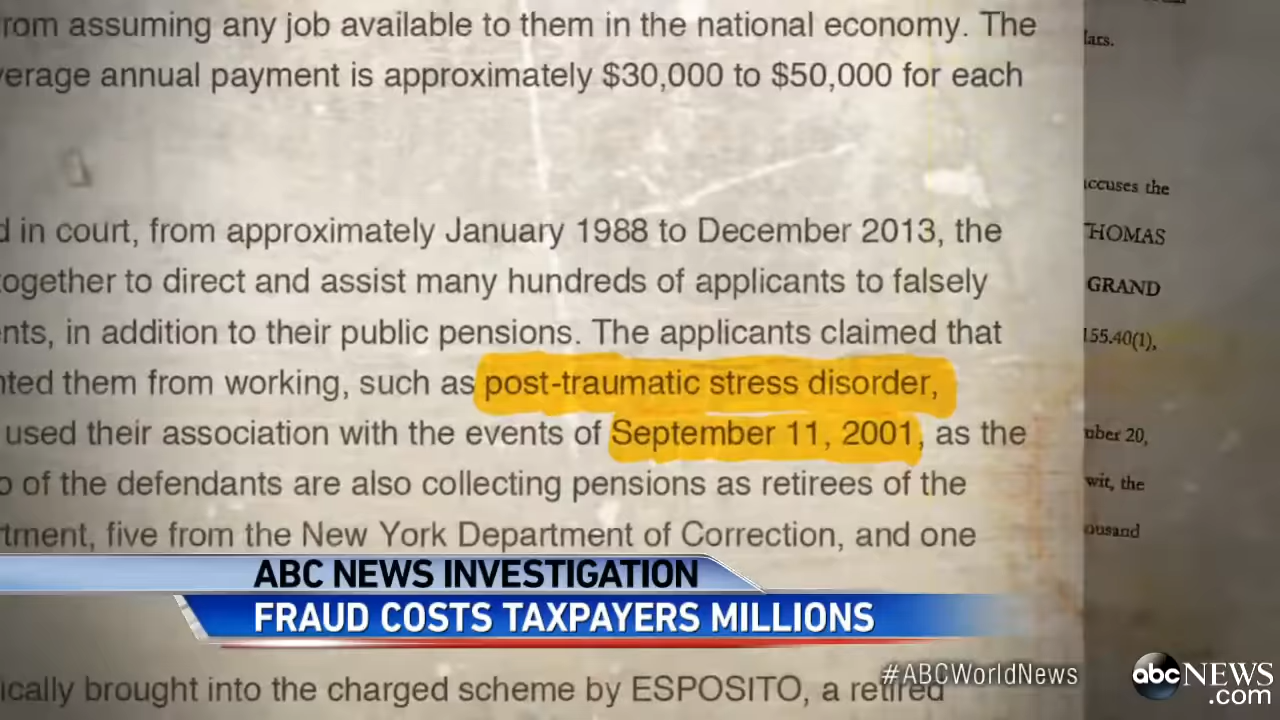 rom assuming any job available to them in the national economy. The
verage annual payment is approximately $30,000 to $50,000 for each
d in court, from approximately January 1988 to December 2013, the
ogether to direct and assist many hundreds of applicants to falsely
nts, in addition to their public pensions. The applicants claimed that
nted them from working, such as post-traumatic stress disorder,
used their association with the events of September 11, 2001, as the
o of the defendants are also collecting pensions as retirees of the
tment, five from the New York Department of Correction, and one
ically brought into the charged scheme by ESPOSITO, a retired
lars.
ccuses the
THOMAS
GRAND
155.40(1),
mber 20,
wit, the
ousand
ABC NEWS INVESTIGATION
FRAUD COSTS TAXPAYERS MILLIONS
#ABCWorldNews
abc NEWS
.com